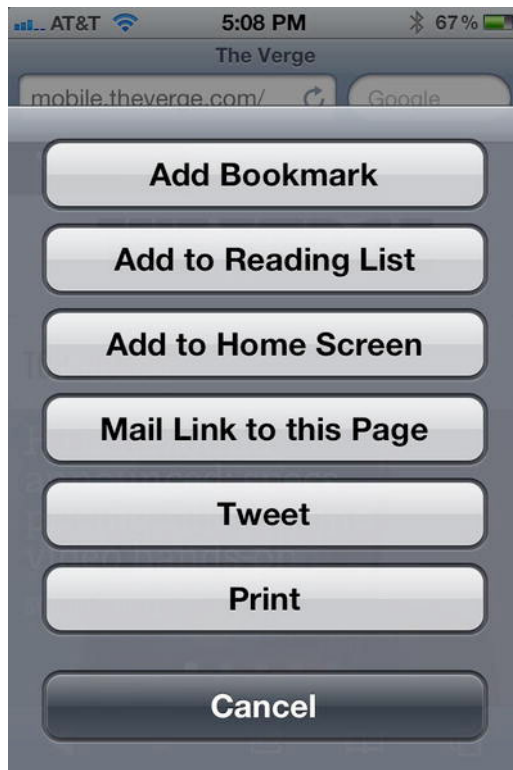 AT&T 5:08 PM 67%
The Verge
mobile.theverge.com/ Google
Add Bookmark
Add to Reading List
Add to Home Screen
Mail Link to this Page
Tweet
Print
Cancel